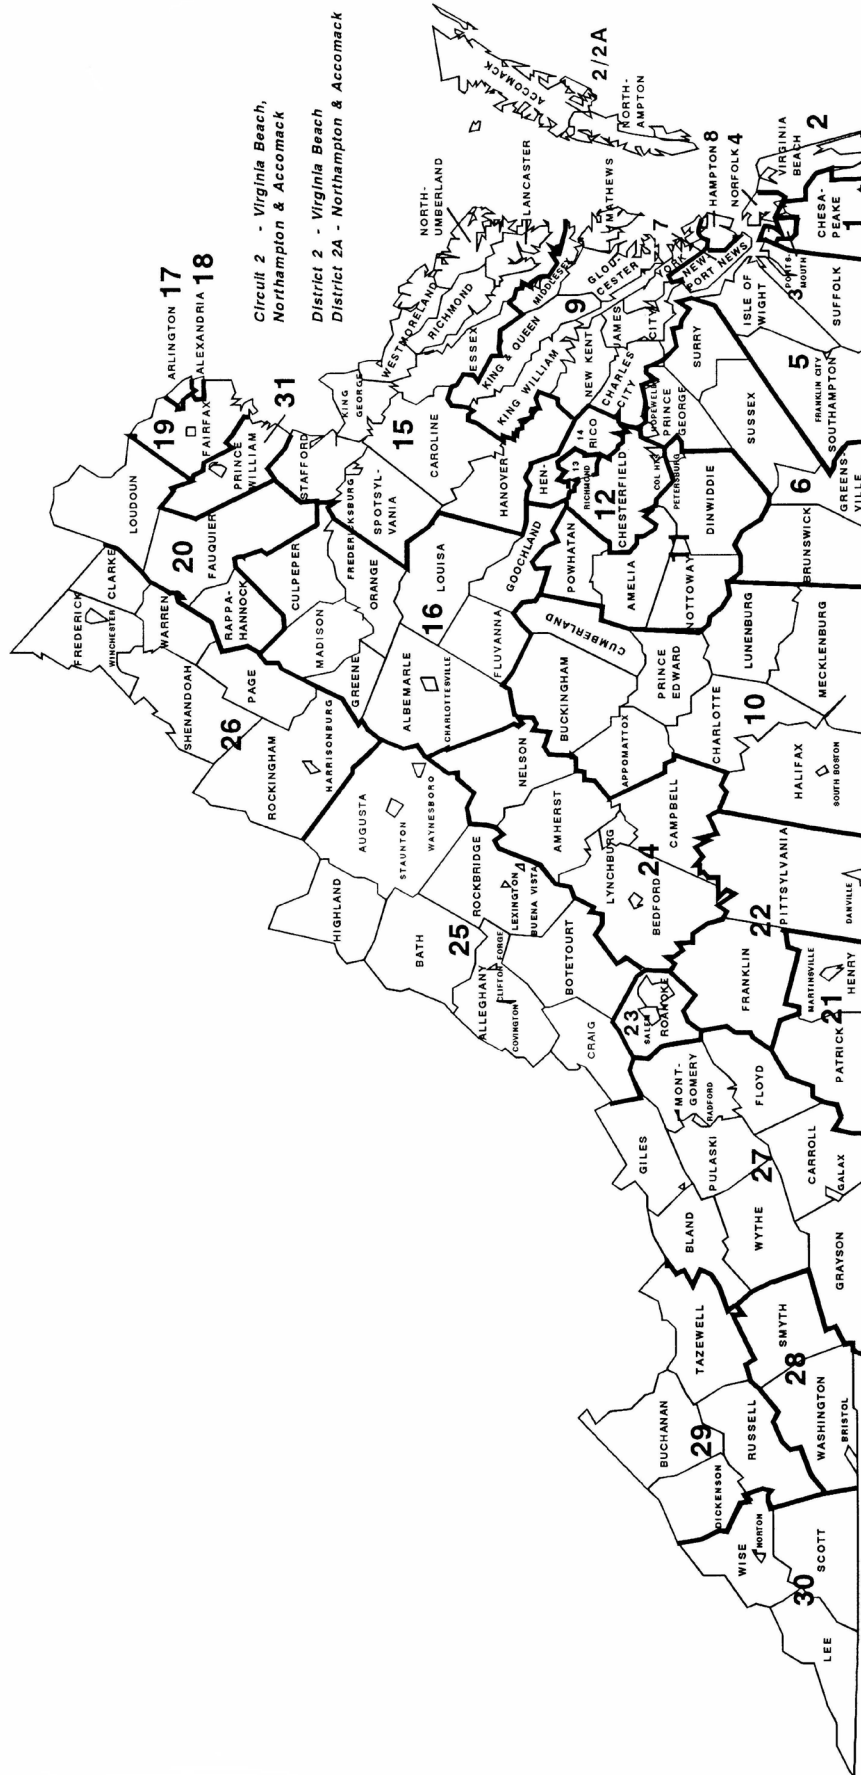 Circuit 2 - Virginia Beach,
Northampton & Accomack
District 2 - Virginia Beach
District 2A - Northampton & Accomack
ARLINGTON 17
ALEXANDRIA 18
19
FAIRFAX
PRINCE
WILLIAM
31
LOUDOUN
20
FAUQUIER
RAPPA-
HANNOCK
CULPEPER
STAFFORD
KING
GEORGE
FREDERICK
WINCHESTER
CLARKE
WARREN
SHENANDOAH
PAGE
26
ROCKINGHAM
HARRISONBURG
MADISON
GREENE
ORANGE
FREDERICKSBURG
SPOTSYL-
VANIA
15
CAROLINE
HANOVER
WESTMORELAND
RICHMOND
NORTH-
UMBERLAND
LANCASTER
ESSEX
ACCOMACK
2/2A
NORTH-
AMPTON
KING & QUEEN
KING WILLIAM
MIDDLESEX
MATHEWS
GLOU-
CESTER
9
NEW KENT
CHARLES
CITY
JAMES
CITY
YORK
7
NEW-
PORT NEWS
HAMPTON 8
NORFOLK 4
VIRGINIA
BEACH
2
CHESA-
PEAKE
1
3
PORTS-
MOUTH
SUFFOLK
ISLE OF
WIGHT
5
FRANKLIN CITY
SOUTHAMPTON
SURRY
SUSSEX
6
GREENS-
VILLE
BRUNSWICK
HOPEWELL
PRINCE
GEORGE
HEN-
RICO
14
13
RICHMOND
12
CHESTERFIELD
COL HTS
PETERSBURG
DINWIDDIE
11
NOTTOWAY
AMELIA
POWHATAN
GOOCHLAND
LOUISA
16
FLUVANNA
ALBEMARLE
CHARLOTTESVILLE
CUMBERLAND
BUCKINGHAM
PRINCE
EDWARD
APPOMATTOX
LUNENBURG
MECKLENBURG
CHARLOTTE
10
HALIFAX
SOUTH BOSTON
HIGHLAND
AUGUSTA
STAUNTON
WAYNESBORO
BATH
25
ROCKBRIDGE
LEXINGTON
BUENA VISTA
ALLEGHANY
CLIFTON FORGE
COVINGTON
BOTETOURT
CRAIG
NELSON
AMHERST
LYNCHBURG
24
BEDFORD
CAMPBELL
22
PITTSYLVANIA
DANVILLE
FRANKLIN
MARTINSVILLE
HENRY
21
PATRICK
23
SALEM
ROANOKE
MONT-
GOMERY
RADFORD
FLOYD
GILES
PULASKI
27
CARROLL
GALAX
BLAND
WYTHE
GRAYSON
TAZEWELL
SMYTH
28
WASHINGTON
BRISTOL
BUCHANAN
29
RUSSELL
DICKENSON
WISE
NORTON
30
SCOTT
LEE